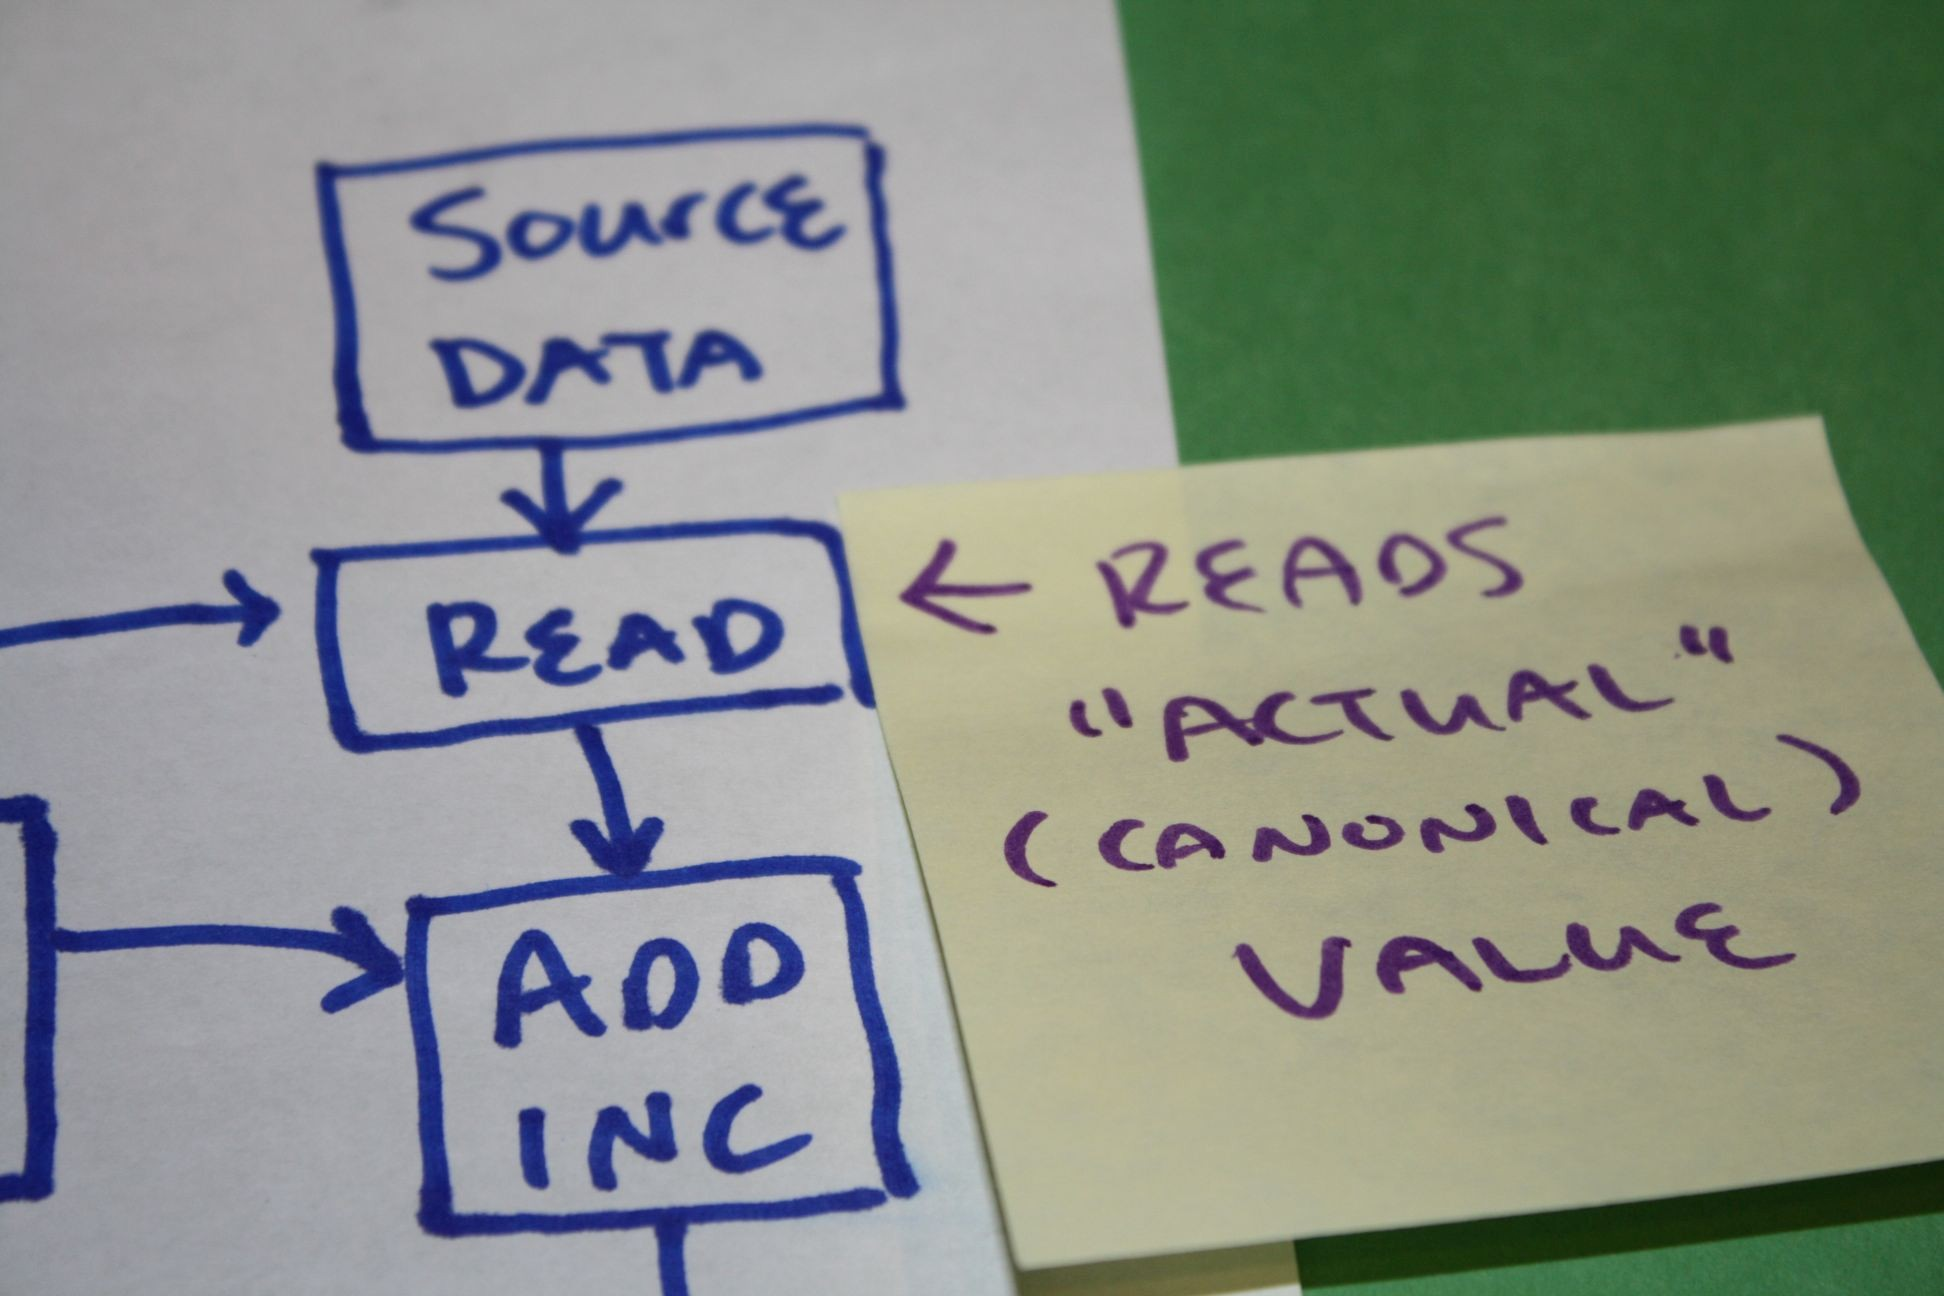 Source
DATA
READ
← READS
"ACTUAL"
(CANONICAL)
VALUE
ADD
INC